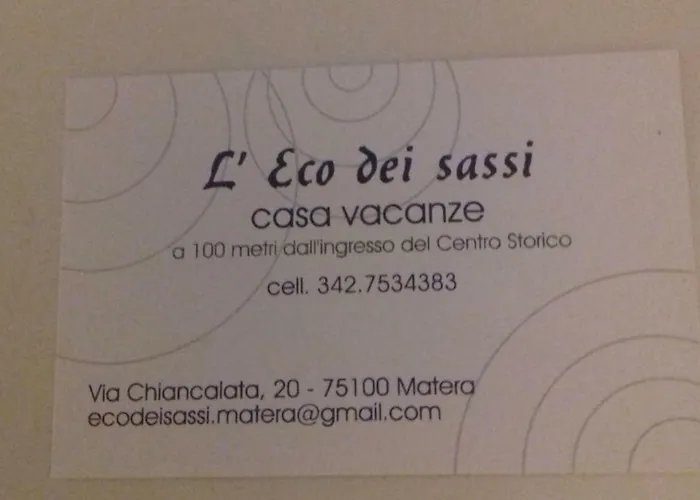 L' Eco dei sassi
casa vacanze
a 100 metri dall'ingresso del Centro Storico
cell. 342.7534383
Via Chiancalata, 20 - 75100 Matera
ecodeisassi.matera@gmail.com